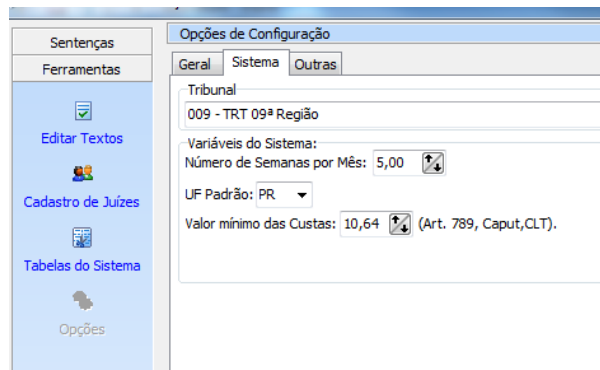 Opções de Configuração
Sentenças
Ferramentas
Editar Textos
Cadastro de Juízes
Tabelas do Sistema
Opções
Geral Sistema Outras
Tribunal
009 - TRT 09ª Região
Variáveis do Sistema:
Número de Semanas por Mês: 5,00
UF Padrão: PR
Valor mínimo das Custas: 10,64 (Art. 789, Caput,CLT).